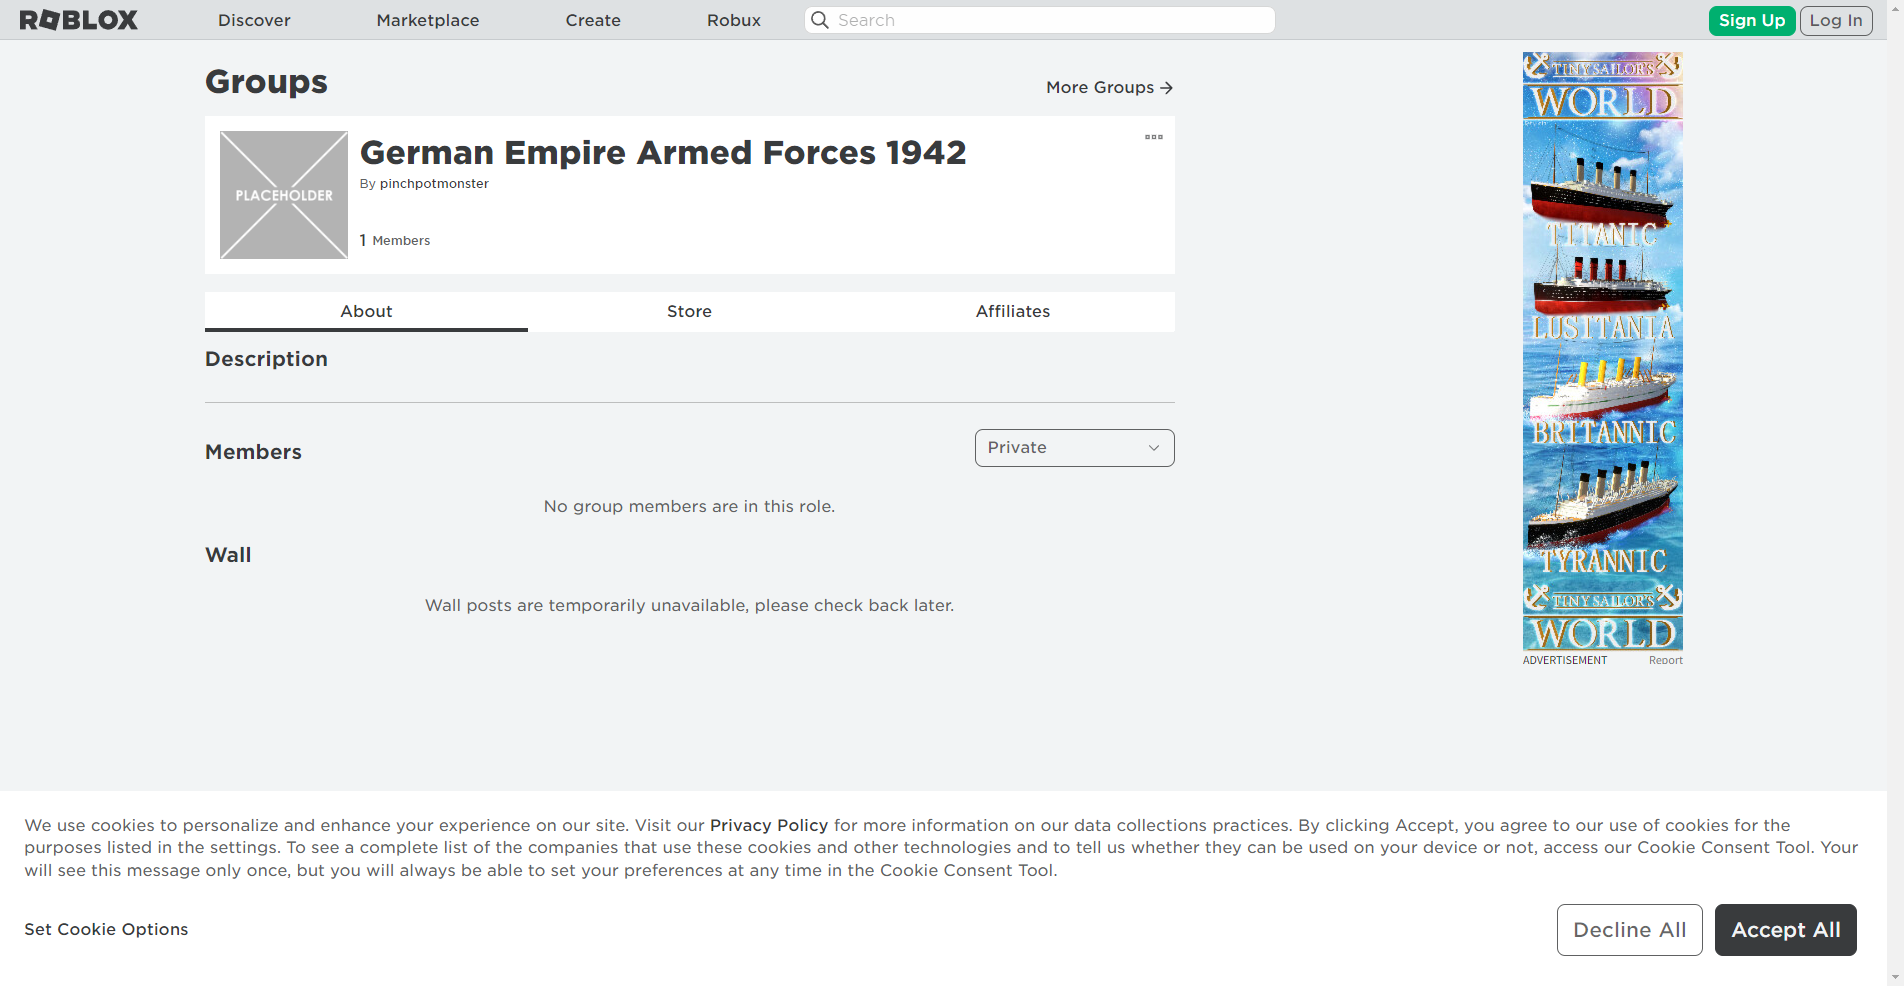 ROBLOX Discover Marketplace Create Robux Search Sign Up Log In
Groups
More Groups
German Empire Armed Forces 1942
By pinchpotmonster
PLACEHOLDER
1 Members
About Store Affiliates
Description
Members
Private
No group members are in this role.
Wall
Wall posts are temporarily unavailable, please check back later.
TINY SAILOR'S
WORLD
TITANIC
LUSITANIA
BRITANNIC
TYRANNIC
TINY SAILOR'S
WORLD
ADVERTISEMENT Report
We use cookies to personalize and enhance your experience on our site. Visit our Privacy Policy for more information on our data collections practices. By clicking Accept, you agree to our use of cookies for the
purposes listed in the settings. To see a complete list of the companies that use these cookies and other technologies and to tell us whether they can be used on your device or not, access our Cookie Consent Tool. Your
will see this message only once, but you will always be able to set your preferences at any time in the Cookie Consent Tool.
Set Cookie Options
Decline All Accept All